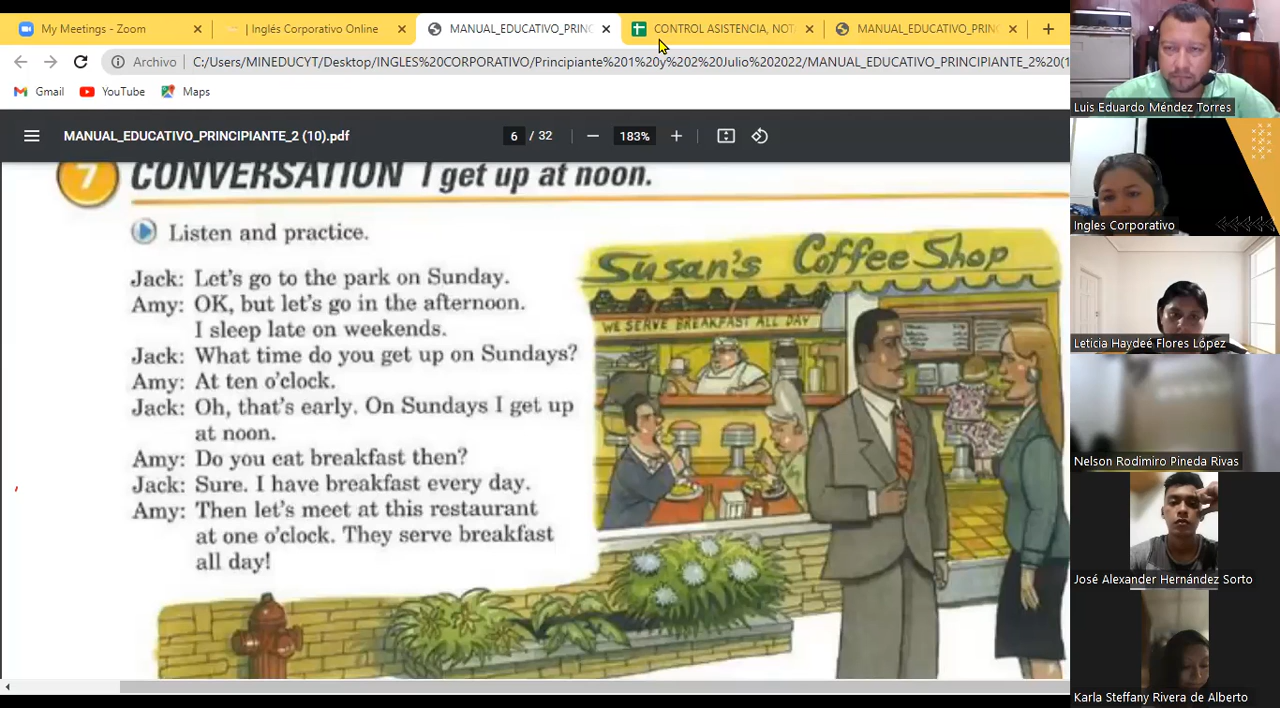 My Meetings - Zoom
| Inglés Corporativo Online
MANUAL_EDUCATIVO_PRINC
CONTROL ASISTENCIA, NOT
MANUAL_EDUCATIVO_PRINC
Archivo
C:/Users/MINEDUCYT/Desktop/INGLES%20CORPORATIVO/Principiante%201%20y%202%20Julio%202022/MANUAL_EDUCATIVO_PRINCIPIANTE_2%20(1
Gmail
YouTube
Maps
MANUAL_EDUCATIVO_PRINCIPIANTE_2 (10).pdf
6 / 32
183%
7 CONVERSATION I get up at noon.
Listen and practice.
Jack: Let's go to the park on Sunday.
Amy: OK, but let's go in the afternoon.
I sleep late on weekends.
Jack: What time do you get up on Sundays?
Amy: At ten o'clock.
Jack: Oh, that's early. On Sundays I get up
at noon.
Amy: Do you eat breakfast then?
Jack: Sure. I have breakfast every day.
Amy: Then let's meet at this restaurant
at one o'clock. They serve breakfast
all day!
Susan's Coffee Shop
WE SERVE BREAKFAST ALL DAY
Luis Eduardo Méndez Torres
Ingles Corporativo
Leticia Haydeé Flores López
Nelson Rodimiro Pineda Rivas
José Alexander Hernández Sorto
Karla Steffany Rivera de Alberto